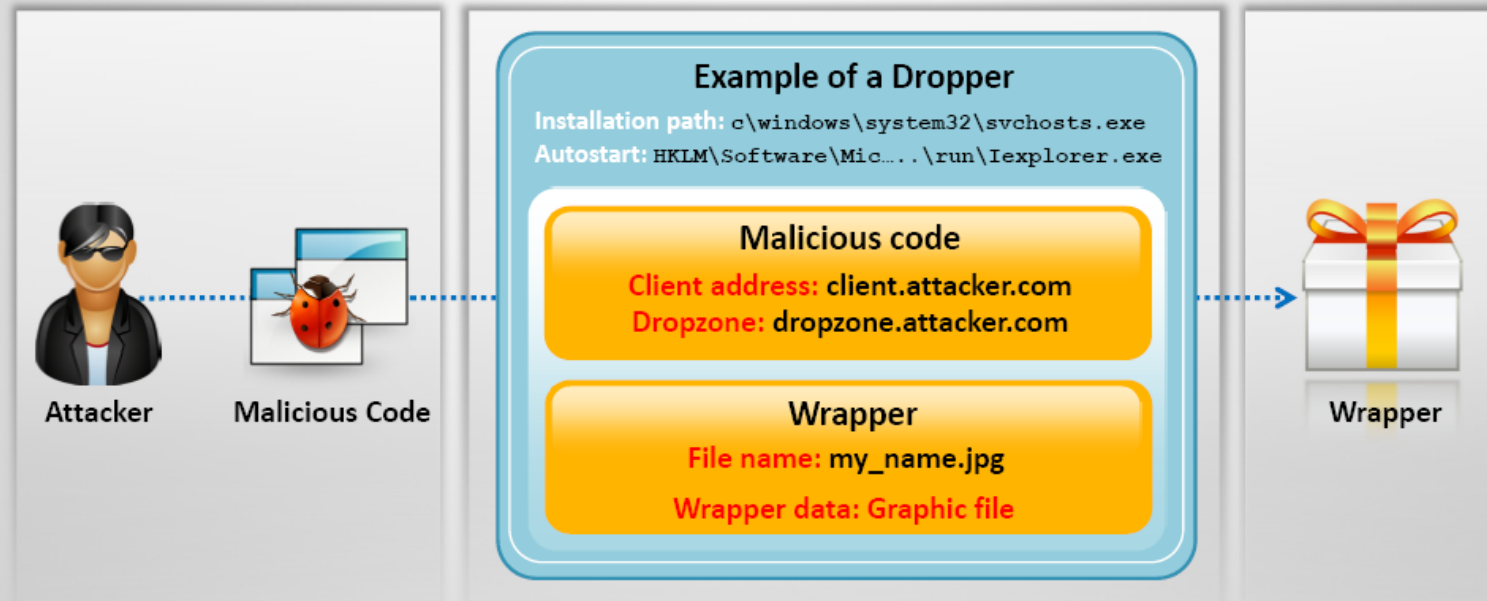 Example of a Dropper
Installation path: c\windows\system32\svchosts.exe
Autostart: HKLM\Software\Mic…..\run\Iexplorer.exe
Malicious code
Client address: client.attacker.com
Dropzone: dropzone.attacker.com
Wrapper
File name: my_name.jpg
Wrapper data: Graphic file
Attacker
Malicious Code
Wrapper